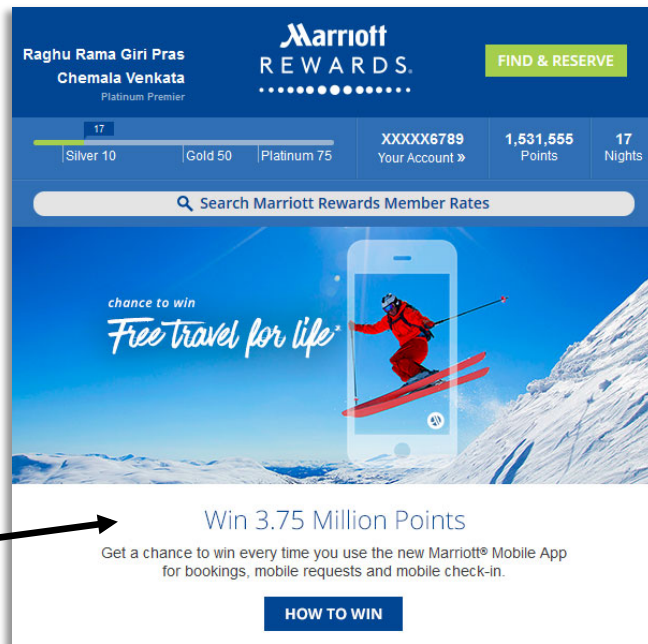 Raghu Rama Giri Pras
Chemala Venkata
Platinum Premier
Marriott
REWARDS.
FIND & RESERVE
17
Silver 10
Gold 50
Platinum 75
XXXXX6789
Your Account »
1,531,555
Points
17
Nights
Search Marriott Rewards Member Rates
chance to win
Free travel for life*
Win 3.75 Million Points
Get a chance to win every time you use the new Marriott® Mobile App
for bookings, mobile requests and mobile check-in.
HOW TO WIN